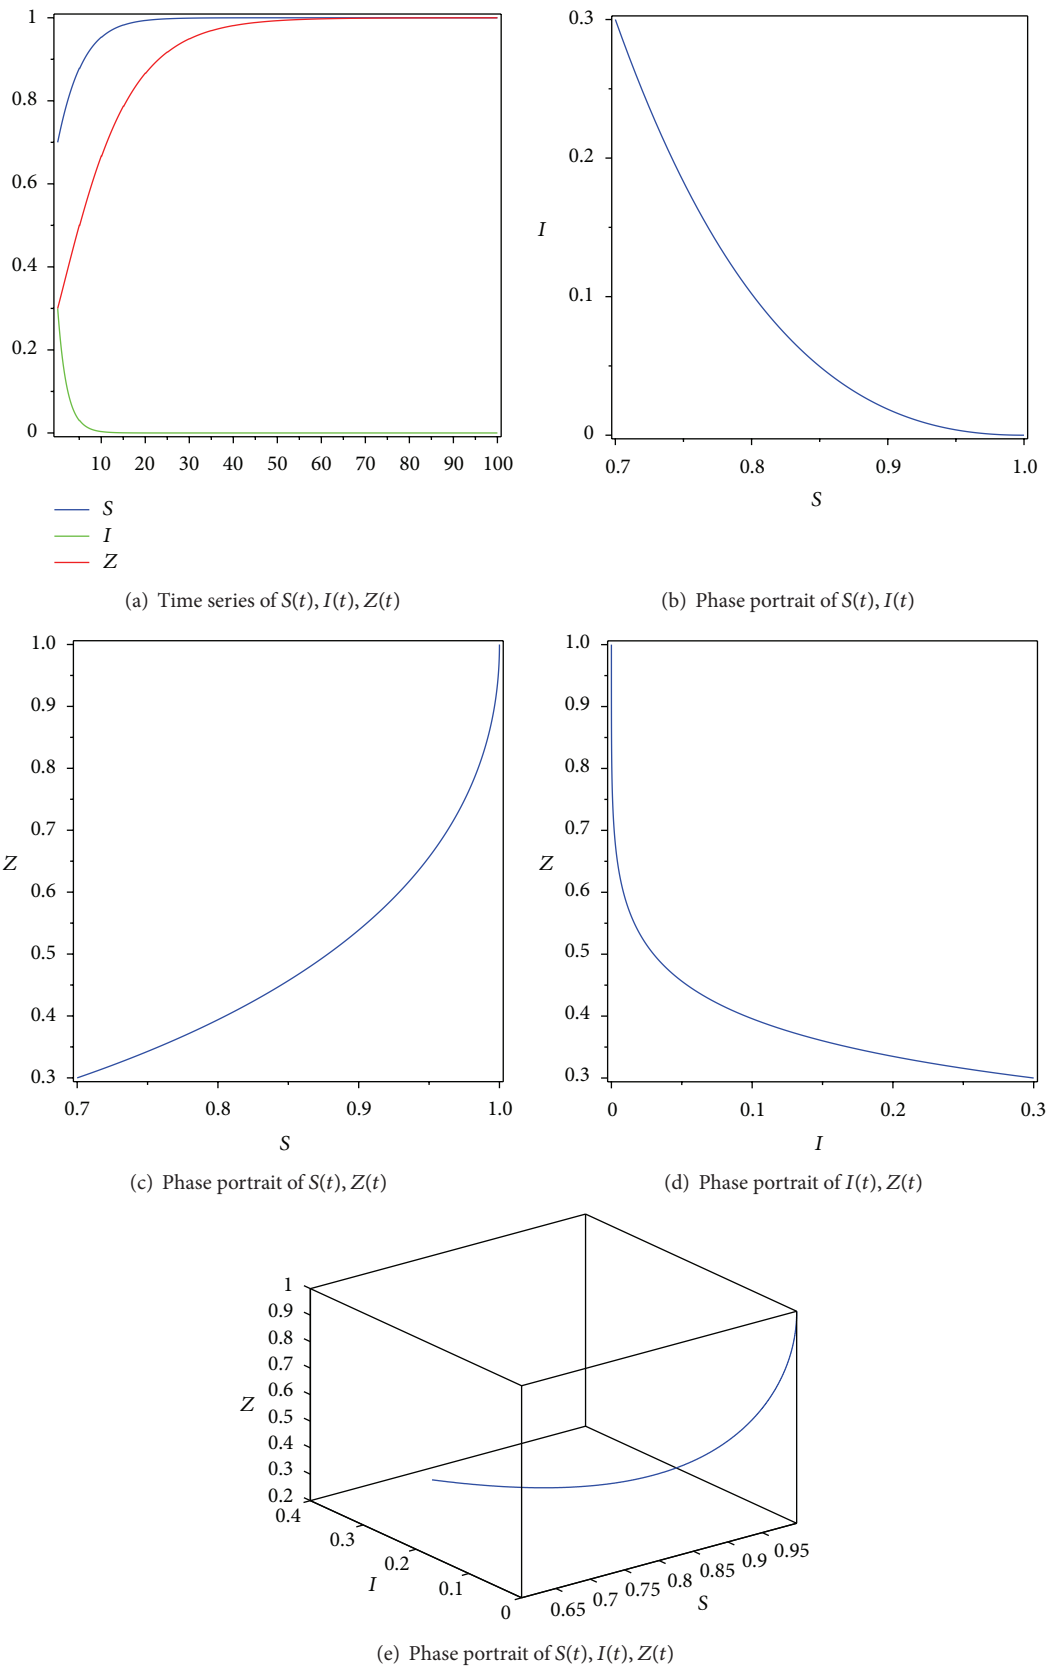 1
0.8
0.6
0.4
0.2
0
10 20 30 40 50 60 70 80 90 100
S
I
Z
(a) Time series of S(t), I(t), Z(t)
0.3
0.2
I
0.1
0
0.7 0.8 0.9 1.0
S
(b) Phase portrait of S(t), I(t)
1.0
0.9
0.8
0.7
Z
0.6
0.5
0.4
0.3
0.7 0.8 0.9 1.0
S
(c) Phase portrait of S(t), Z(t)
1.0
0.9
0.8
0.7
Z
0.6
0.5
0.4
0.3
0 0.1 0.2 0.3
I
(d) Phase portrait of I(t), Z(t)
1
0.9
0.8
0.7
0.6
Z
0.5
0.4
0.3
0.2
0.4
0.3
0.2
I
0.1
0
0.65 0.7 0.75 0.8 0.85 0.9 0.95
S
(e) Phase portrait of S(t), I(t), Z(t)